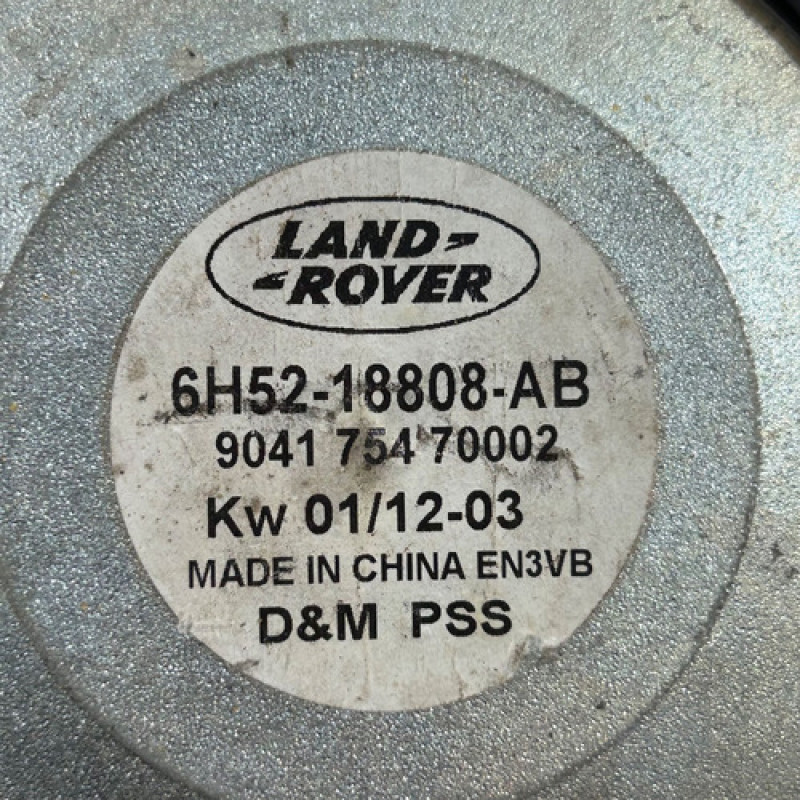 LAND
ROVER
6H52-18808-AB
9041 754 70002
Kw 01/12-03
MADE IN CHINA EN3VB
D&M PSS